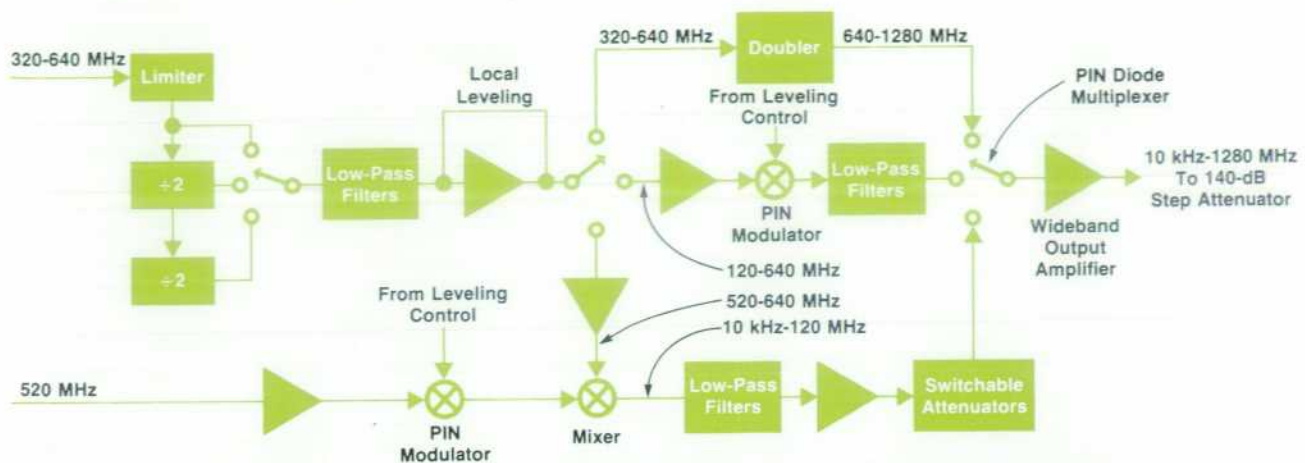 320-640 MHz
Limiter
÷2
÷2
Low-Pass
Filters
Local
Leveling
320-640 MHz
Doubler
640-1280 MHz
From Leveling
Control
PIN
Modulator
Low-Pass
Filters
PIN Diode
Multiplexer
10 kHz-1280 MHz
To 140-dB
Step Attenuator
Wideband
Output
Amplifier
120-640 MHz
520-640 MHz
10 kHz-120 MHz
From Leveling
Control
520 MHz
PIN
Modulator
Mixer
Low-Pass
Filters
Switchable
Attenuators